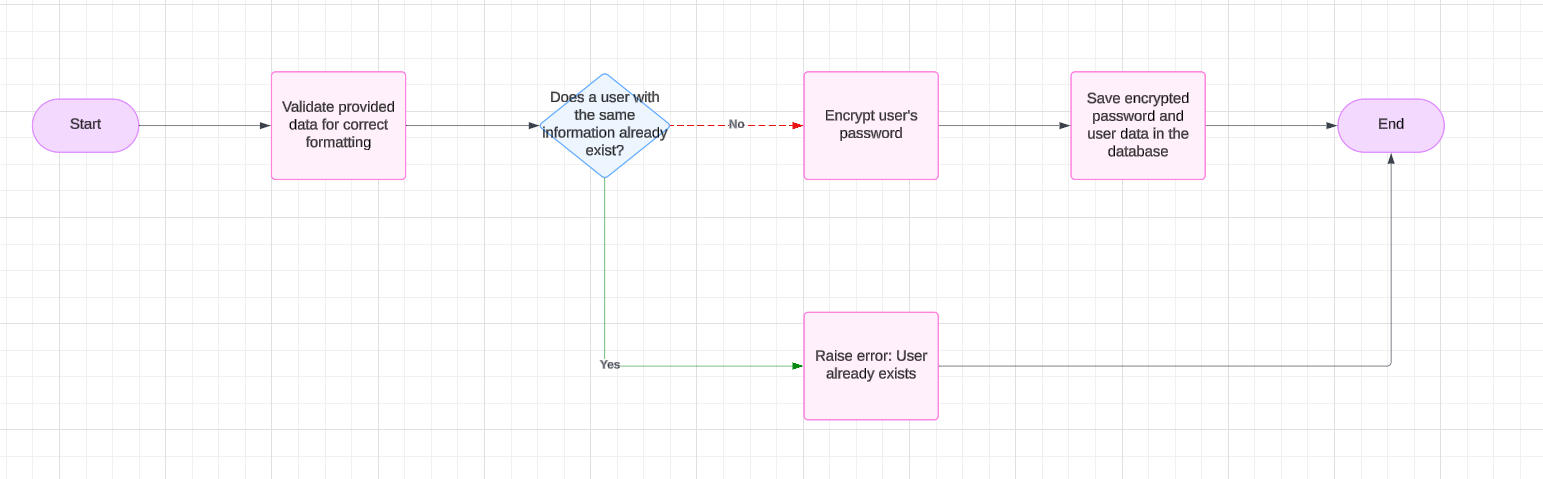 Start
Validate provided
data for correct
formatting
Does a user with
the same
information already
exist?
No
Encrypt user's
password
Save encrypted
password and
user data in the
database
End
Yes
Raise error: User
already exists